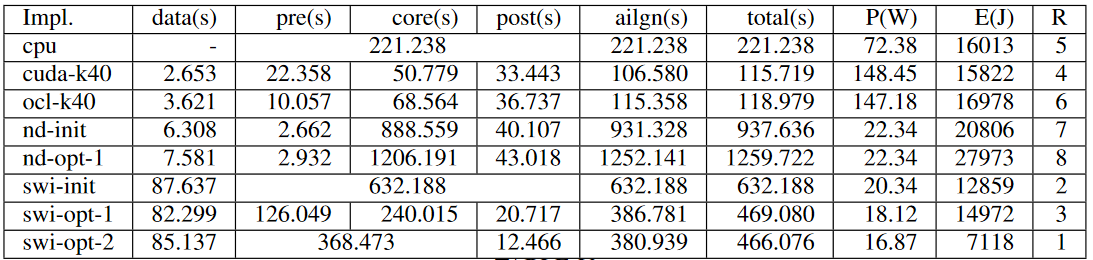 Impl. data(s) pre(s) core(s) post(s) ailgn(s) total(s) P(W) E(J) R
cpu - 221.238 221.238 221.238 72.38 16013 5
cuda-k40 2.653 22.358 50.779 33.443 106.580 115.719 148.45 15822 4
ocl-k40 3.621 10.057 68.564 36.737 115.358 118.979 147.18 16978 6
nd-init 6.308 2.662 888.559 40.107 931.328 937.636 22.34 20806 7
nd-opt-1 7.581 2.932 1206.191 43.018 1252.141 1259.722 22.34 27973 8
swi-init 87.637 632.188 632.188 632.188 20.34 12859 2
swi-opt-1 82.299 126.049 240.015 20.717 386.781 469.080 18.12 14972 3
swi-opt-2 85.137 368.473 12.466 380.939 466.076 16.87 7118 1